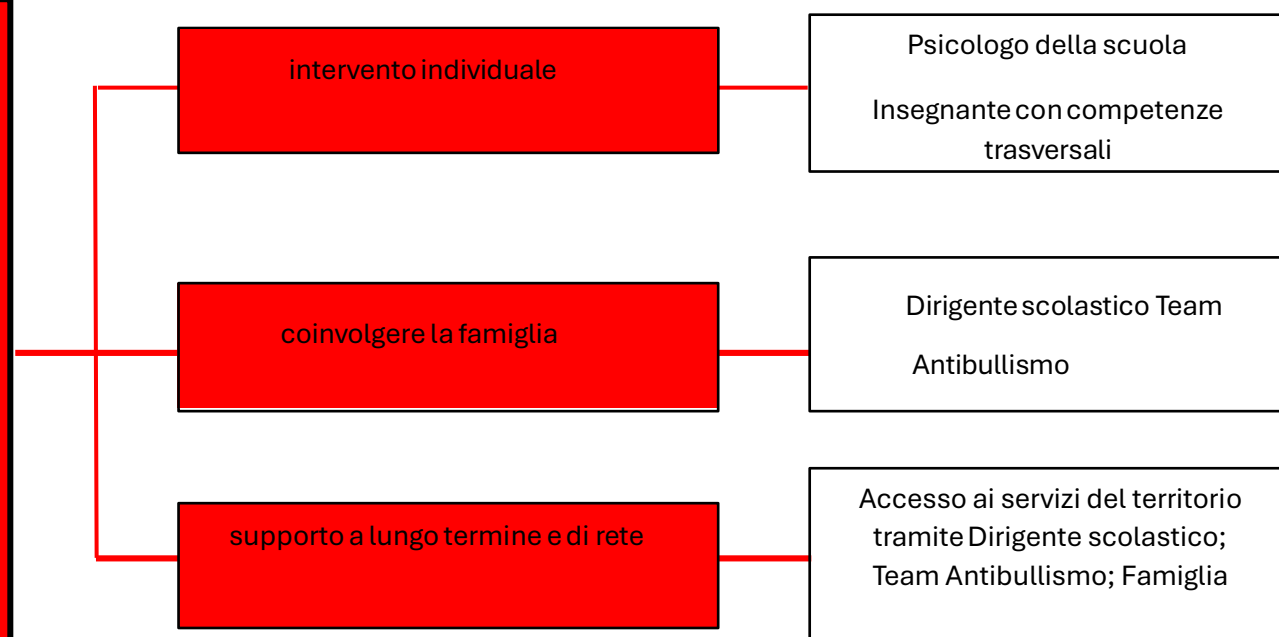 intervento individuale
Psicologo della scuola
Insegnante con competenze
trasversali
coinvolgere la famiglia
Dirigente scolastico Team
Antibullismo
supporto a lungo termine e di rete
Accesso ai servizi del territorio
tramite Dirigente scolastico;
Team Antibullismo; Famiglia